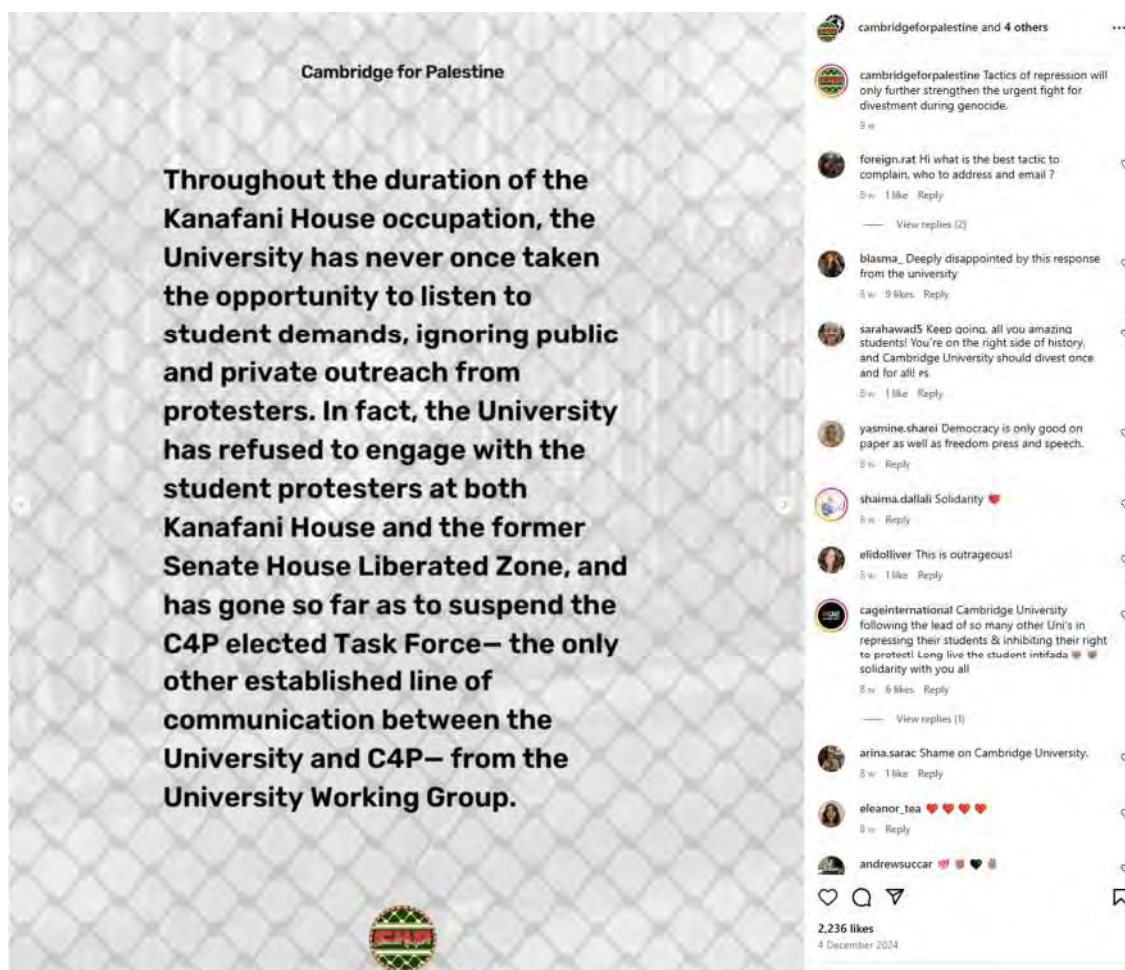 Cambridge for Palestine
Throughout the duration of the
Kanafani House occupation, the
University has never once taken
the opportunity to listen to
student demands, ignoring public
and private outreach from
protesters. In fact, the University
has refused to engage with the
student protesters at both
Kanafani House and the former
Senate House Liberated Zone, and
has gone so far as to suspend the
C4P elected Task Force— the only
other established line of
communication between the
University and C4P— from the
University Working Group.
C4P
cambridgeforpalestine and 4 others
cambridgeforpalestine Tactics of repression will
only further strengthen the urgent fight for
divestment during genocide.
9 w
foreign.rat Hi what is the best tactic to
complain, who to address and email ?
8 w 1 like Reply
View replies (2)
blasma_ Deeply disappointed by this response
from the university
8 w 9 likes Reply
sarahawad5 Keep going, all you amazing
students! You're on the right side of history,
and Cambridge University should divest once
and for all! PS
8 w 1 like Reply
yasmine.sharei Democracy is only good on
paper as well as freedom press and speech.
8 w Reply
shaima.dallali Solidarity ❤️
8 w Reply
elidolliver This is outrageous!
8 w 1 like Reply
cageinternational Cambridge University
following the lead of so many other Uni's in
repressing their students & inhibiting their right
to protest! Long live the student intifada
solidarity with you all
8 w 6 likes Reply
View replies (1)
arina.sarac Shame on Cambridge University.
8 w 1 like Reply
eleanor_tea ❤️ ❤️ ❤️ ❤️
8 w Reply
andrewsuccar
2,236 likes
4 December 2024